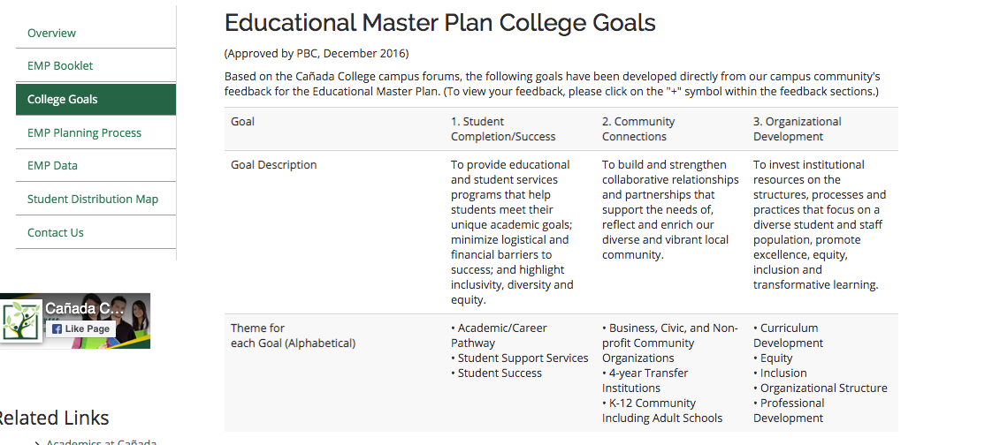 Overview
EMP Booklet
College Goals
EMP Planning Process
EMP Data
Student Distribution Map
Contact Us
Cañada C...
Like Page
Related Links
Academics at Cañada
Educational Master Plan College Goals
(Approved by PBC, December 2016)
Based on the Cañada College campus forums, the following goals have been developed directly from our campus community's
feedback for the Educational Master Plan. (To view your feedback, please click on the "+" symbol within the feedback sections.)
Goal
1. Student
Completion/Success
2. Community
Connections
3. Organizational
Development
Goal Description
To provide educational
and student services
programs that help
students meet their
unique academic goals;
minimize logistical and
financial barriers to
success; and highlight
inclusivity, diversity and
equity.
To build and strengthen
collaborative relationships
and partnerships that
support the needs of,
reflect and enrich our
diverse and vibrant local
community.
To invest institutional
resources on the
structures, processes and
practices that focus on a
diverse student and staff
population, promote
excellence, equity,
inclusion and
transformative learning.
Theme for
each Goal (Alphabetical)
• Academic/Career
Pathway
• Student Support Services
• Student Success
• Business, Civic, and Non-
profit Community
Organizations
• 4-year Transfer
Institutions
• K-12 Community
Including Adult Schools
• Curriculum
Development
• Equity
• Inclusion
• Organizational Structure
• Professional
Development